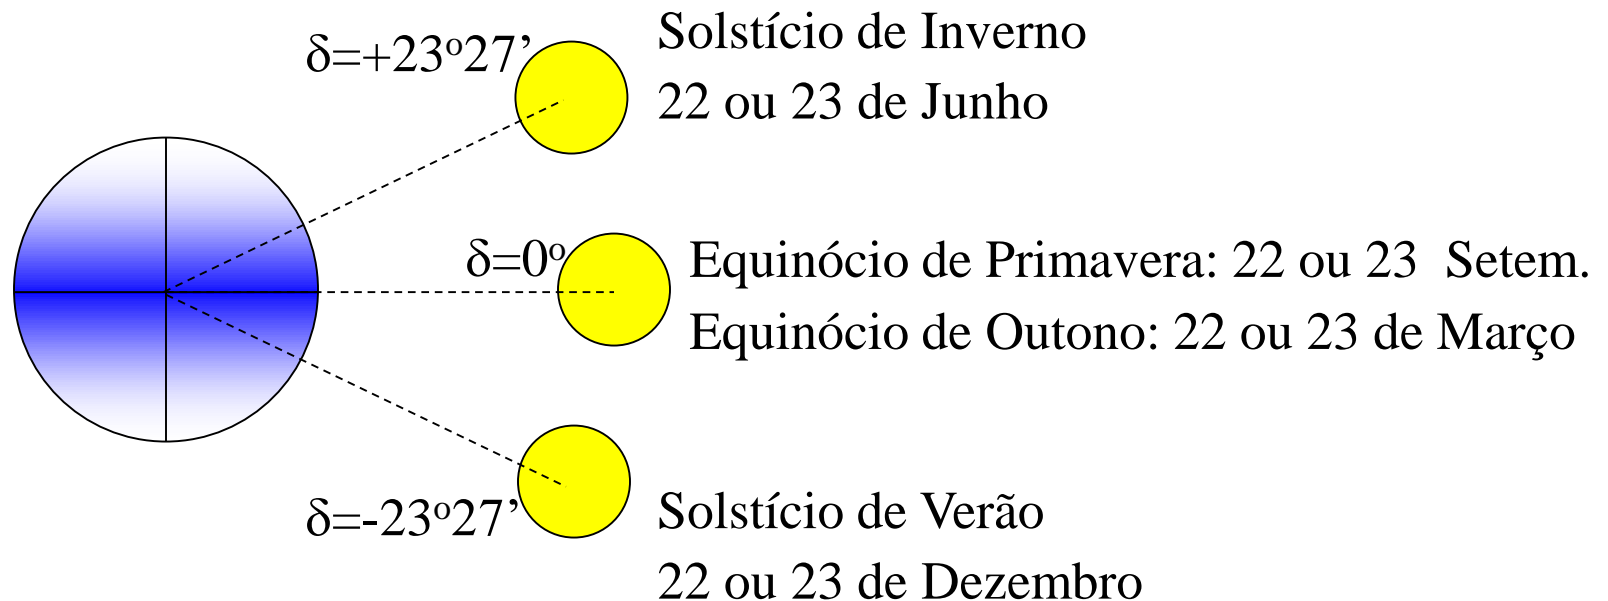 δ=+23º27’
Solstício de Inverno
22 ou 23 de Junho
δ=0º
Equinócio de Primavera: 22 ou 23  Setem.
Equinócio de Outono: 22 ou 23 de Março
δ=-23º27’
Solstício de Verão
22 ou 23 de Dezembro